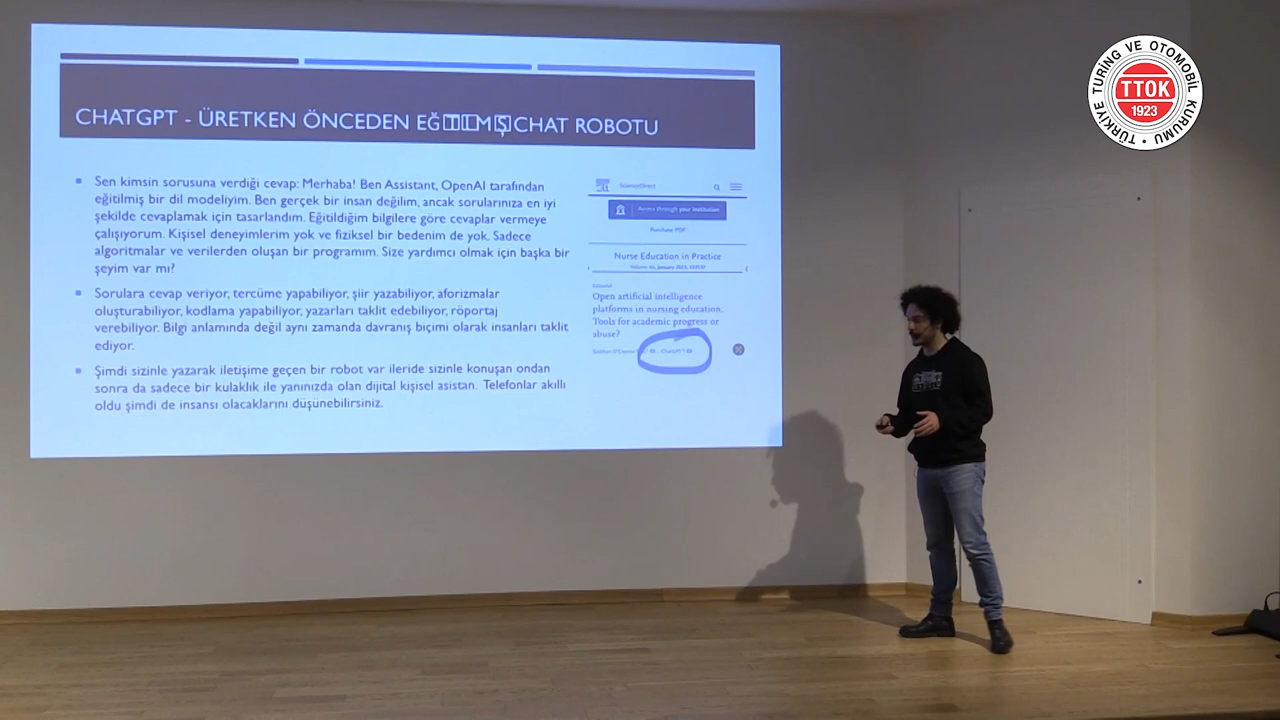 CHATGPT - ÜRETKEN ÖNCEDEN EĞİTİLMİŞ CHAT ROBOTU
Sen kimsin sorusuna verdiği cevap: Merhaba! Ben Assistant, OpenAI tarafından
eğitilmiş bir dil modeliyim. Ben gerçek bir insan değilim, ancak sorularınıza en iyi
şekilde cevaplamak için tasarlandım. Eğitildiğim bilgilere göre cevaplar vermeye
çalışıyorum. Kişisel deneyimlerim yok ve fiziksel bir bedenim de yok. Sadece
algoritmalar ve verilerden oluşan bir programım. Size yardımcı olmak için başka bir
şeyim var mı?
Sorulara cevap veriyor, tercüme yapabiliyor, şiir yazabiliyor, aforizmalar
oluşturabiliyor, kodlama yapabiliyor, yazarları taklit edebiliyor, röportaj
verebiliyor. Bilgi anlamında değil aynı zamanda davranış biçimi olarak insanları taklit
ediyor.
Şimdi sizinle yazarak iletişime geçen bir robot var ileride sizinle konuşan ondan
sonra da sadece bir kulaklık ile yanınızda olan dijital kişisel asistan. Telefonlar akıllı
oldu şimdi de insansı olacaklarını düşünebilirsiniz.
ScienceDirect
Access through your institution
Purchase PDF
Nurse Education in Practice
Volume 66, January 2023,
Editorial
Open artificial intelligence
platforms in nursing education:
Tools for academic progress or
abuse?
Siobhan O'Connor
ChatGPT
TÜRKİYE TURİNG VE OTOMOBİL KURUMU
TTOK
1923